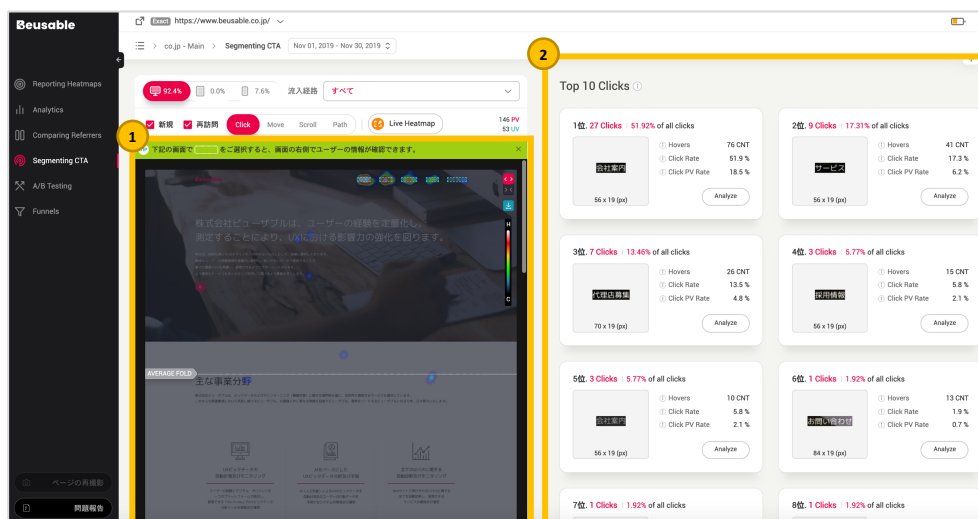 Beusable
Exact https://www.beusable.co.jp/
co.jp - Main > Segmenting CTA Nov 01, 2019 - Nov 30, 2019
Reporting Heatmaps
Analytics
Comparing Referrers
Segmenting CTA
A/B Testing
Funnels
ページの再撮影
問題報告
92.4% 0.0% 7.6% 流入経路 すべて
新規 再訪問 Click Move Scroll Path Live Heatmap 146 PV
53 UV
1
下記の画面で をご選択すると、画面の右側でユーザーの情報が確認できます。
株式会社ビューザブルは、ユーザーの経験を定量化し、
測定することにより、UXにおける影響力の強化を図ります。
H
C
AVERAGE FOLD
主な事業分野
2
Top 10 Clicks
1位. 27 Clicks 51.92% of all clicks
会社案内
56 x 19 (px)
Hovers 76 CNT
Click Rate 51.9 %
Click PV Rate 18.5 %
Analyze
2位. 9 Clicks 17.31% of all clicks
サービス
56 x 19 (px)
Hovers 41 CNT
Click Rate 17.3 %
Click PV Rate 6.2 %
Analyze
3位. 7 Clicks 13.46% of all clicks
代理店募集
70 x 19 (px)
Hovers 26 CNT
Click Rate 13.5 %
Click PV Rate 4.8 %
Analyze
4位. 3 Clicks 5.77% of all clicks
採用情報
56 x 19 (px)
Hovers 15 CNT
Click Rate 5.8 %
Click PV Rate 2.1 %
Analyze
5位. 3 Clicks 5.77% of all clicks
会社案内
56 x 19 (px)
Hovers 10 CNT
Click Rate 5.8 %
Click PV Rate 2.1 %
Analyze
6位. 1 Clicks 1.92% of all clicks
お問い合わせ
84 x 19 (px)
Hovers 13 CNT
Click Rate 1.9 %
Click PV Rate 0.7 %
Analyze
7位. 1 Clicks 1.92% of all clicks
8位. 1 Clicks 1.92% of all clicks